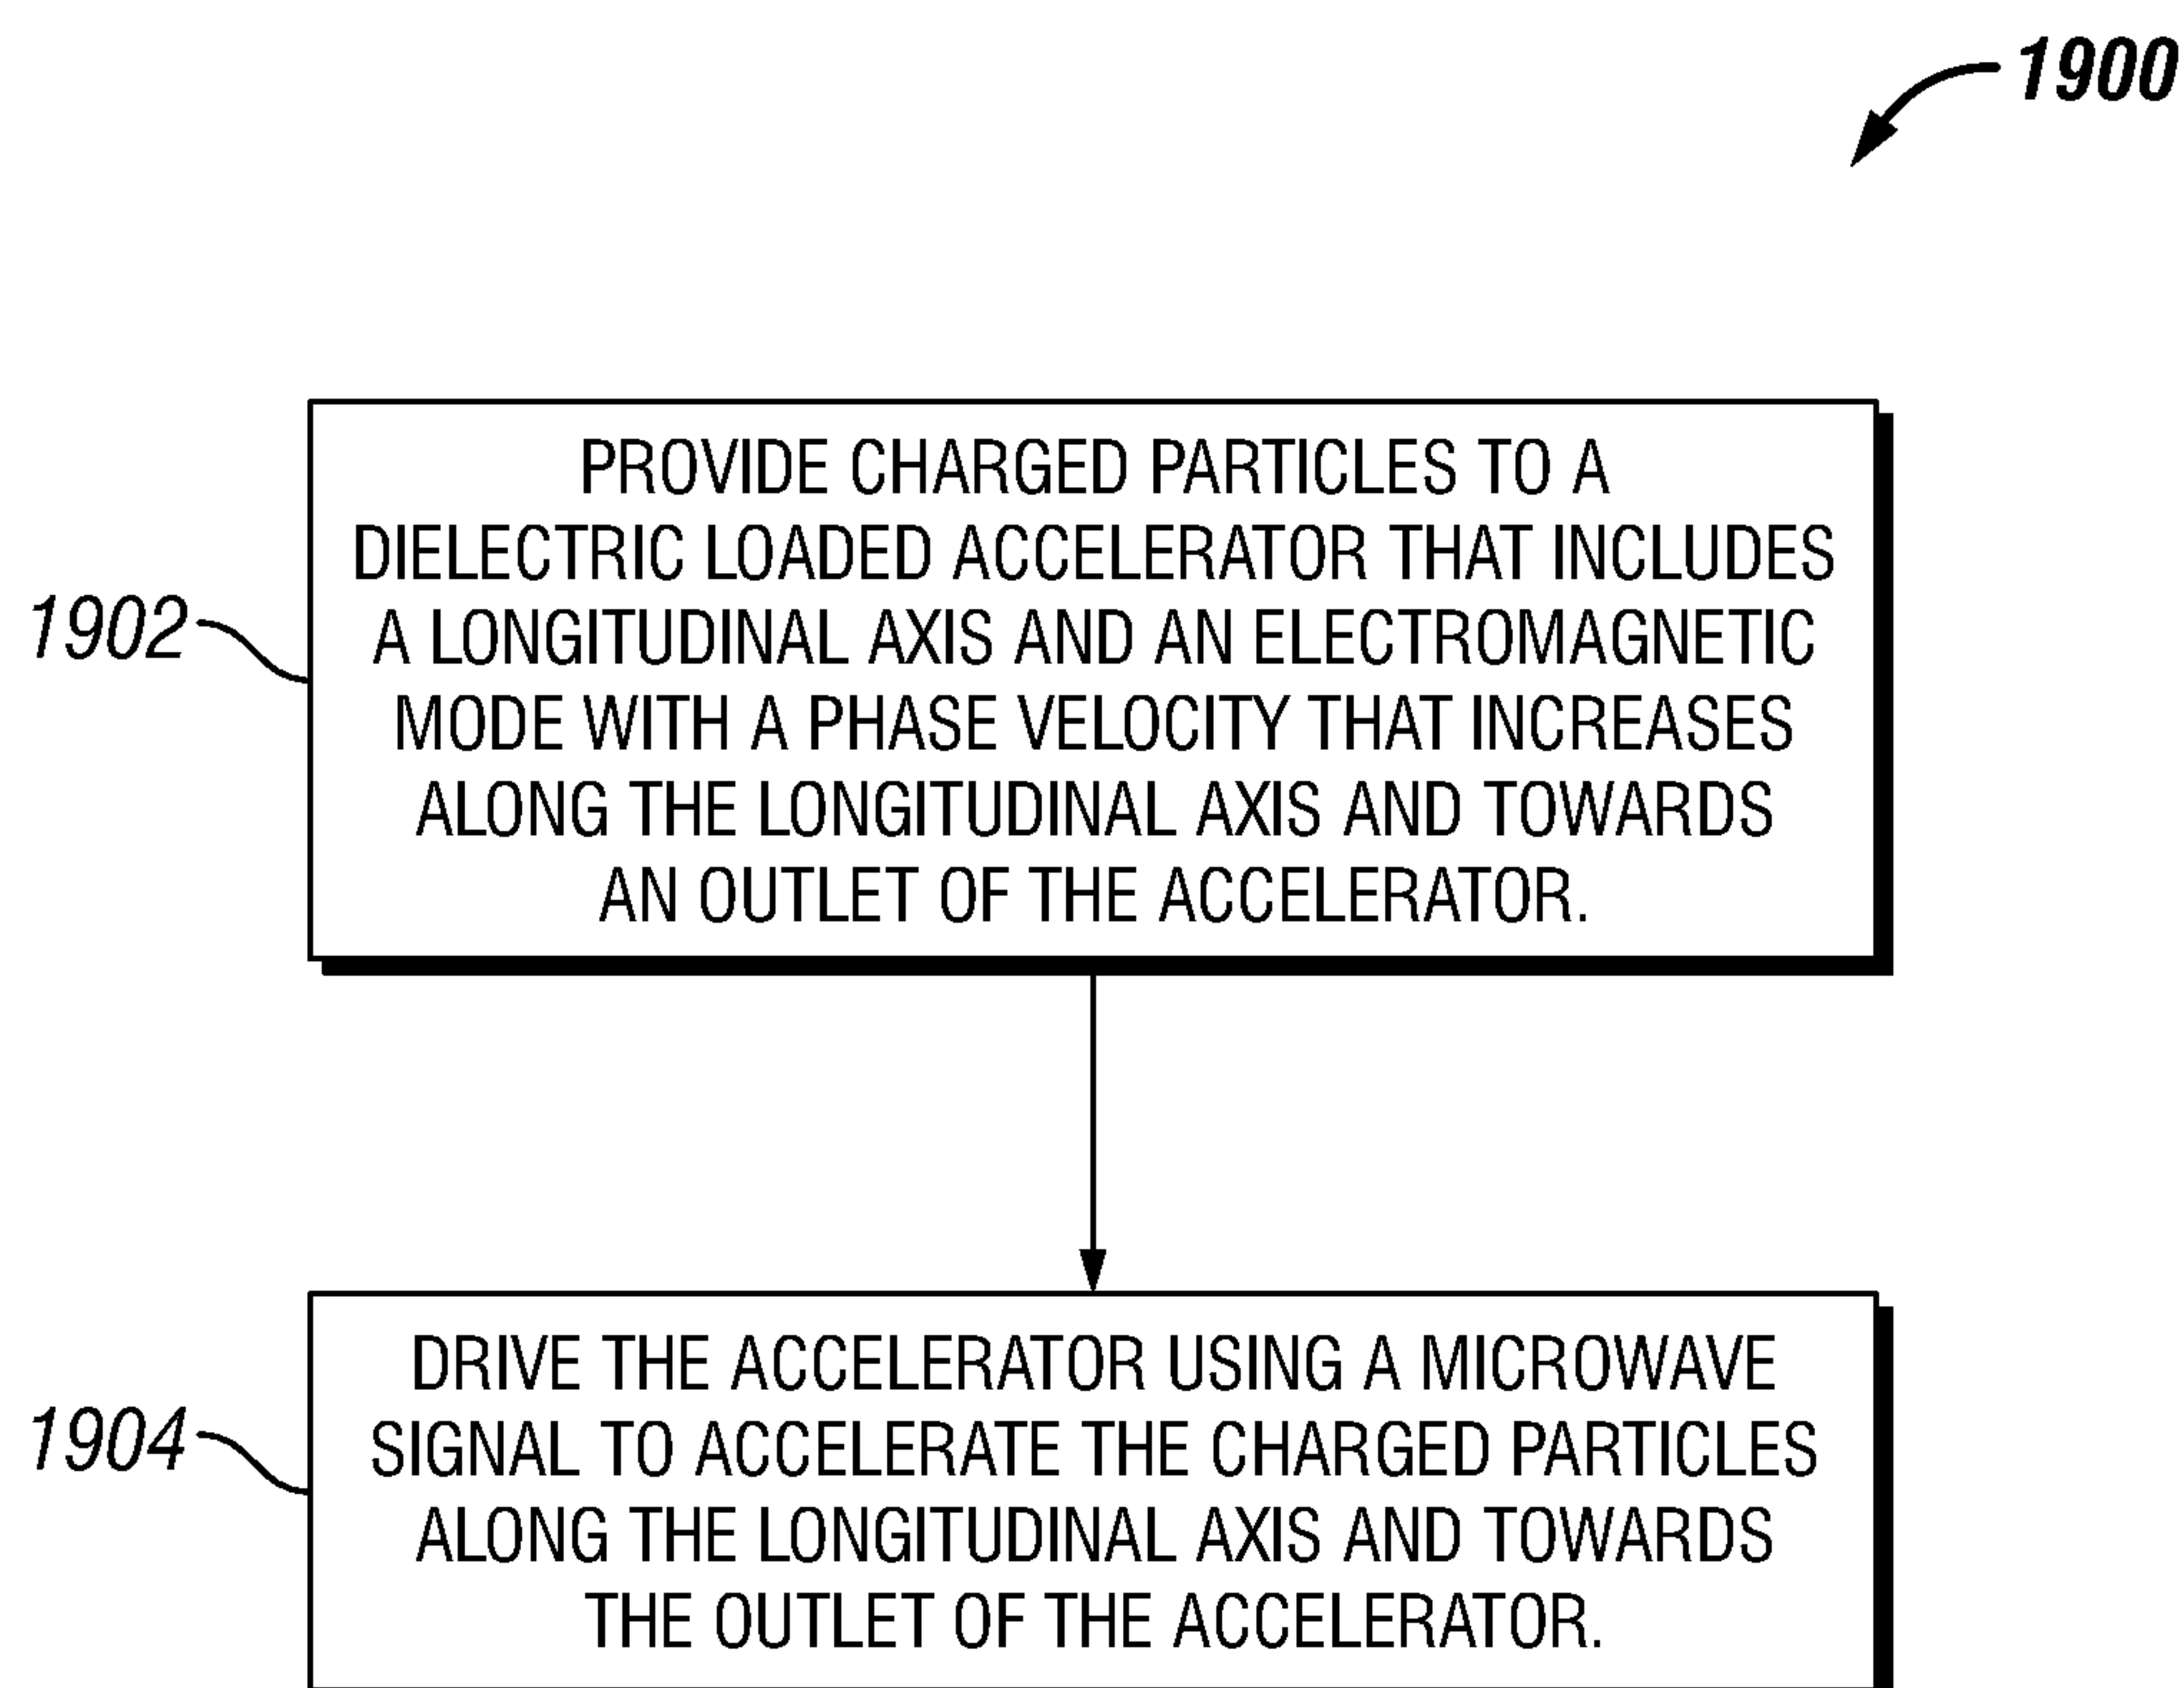 1900
PROVIDE CHARGED PARTICLES TO A
DIELECTRIC LOADED ACCELERATOR THAT INCLUDES
A LONGITUDINAL AXIS AND AN ELECTROMAGNETIC
MODE WITH A PHASE VELOCITY THAT INCREASES
ALONG THE LONGITUDINAL AXIS AND TOWARDS
AN OUTLET OF THE ACCELERATOR.
1902
DRIVE THE ACCELERATOR USING A MICROWAVE
SIGNAL TO ACCELERATE THE CHARGED PARTICLES
ALONG THE LONGITUDINAL AXIS AND TOWARDS
THE OUTLET OF THE ACCELERATOR.
1904